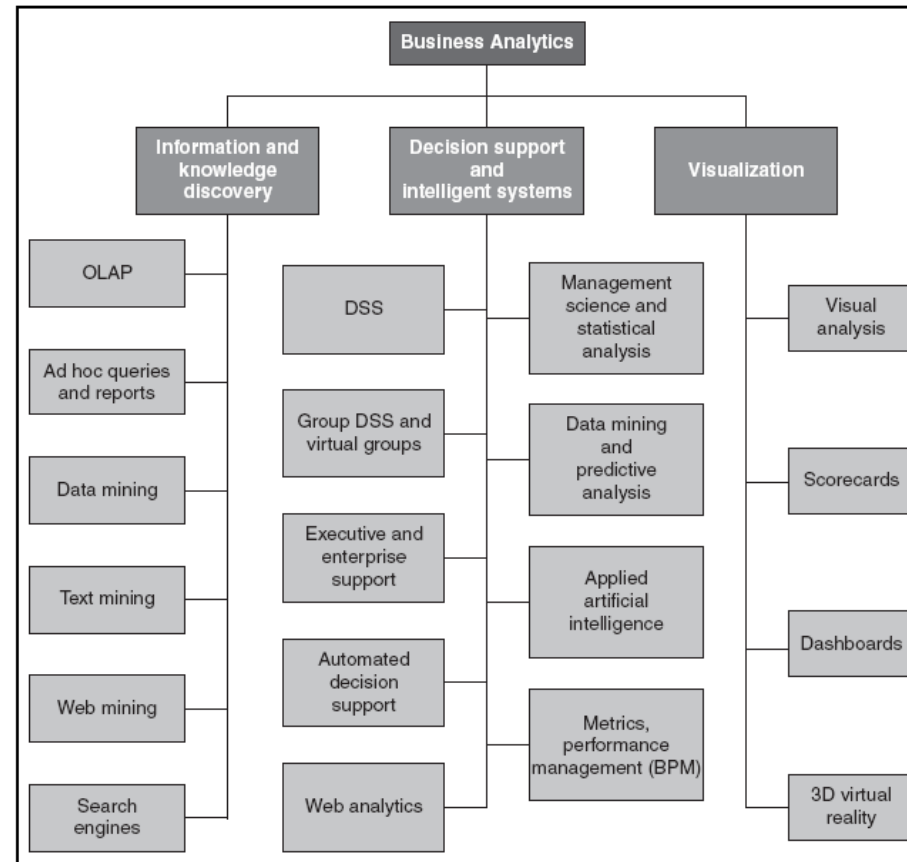 Business Analytics
Information and
knowledge
discovery
Decision support
and
intelligent systems
Visualization
OLAP
Ad hoc queries
and reports
Data mining
Text mining
Web mining
Search
engines
DSS
Group DSS and
virtual groups
Executive and
enterprise
support
Automated
decision
support
Web analytics
Management
science and
statistical
analysis
Data mining
and
predictive
analysis
Applied
artificial
intelligence
Metrics,
performance
management (BPM)
Visual
analysis
Scorecards
Dashboards
3D virtual
reality